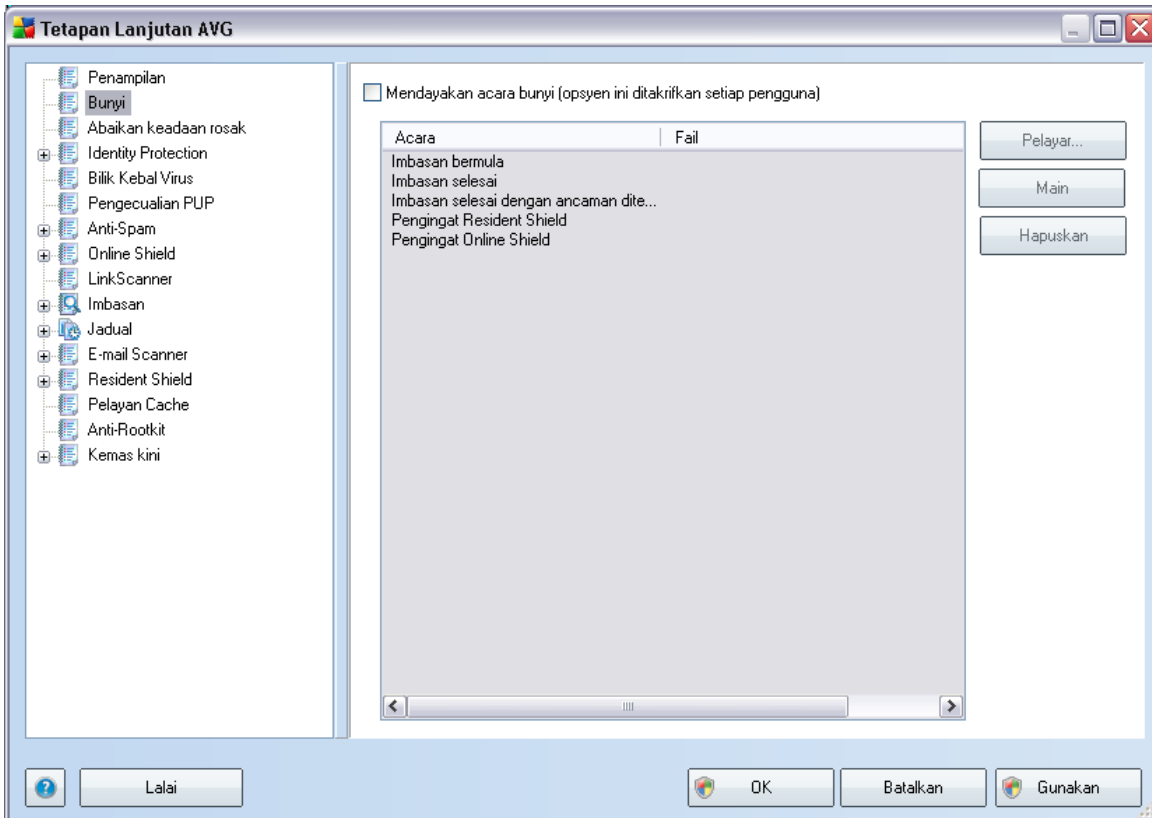 Tetapan Lanjutan AVG
Penampilan
Bunyi
Abaikan keadaan rosak
Identity Protection
Bilik Kebal Virus
Pengecualian PUP
Anti-Spam
Online Shield
LinkScanner
Imbasan
Jadual
E-mail Scanner
Resident Shield
Pelayan Cache
Anti-Rootkit
Kemas kini
Mendayakan acara bunyi (opsyen ini ditakrifkan setiap pengguna)
Acara Fail
Imbasan bermula
Imbasan selesai
Imbasan selesai dengan ancaman dite...
Pengingat Resident Shield
Pengingat Online Shield
Pelayar...
Main
Hapuskan
Lalai
OK
Batalkan
Gunakan